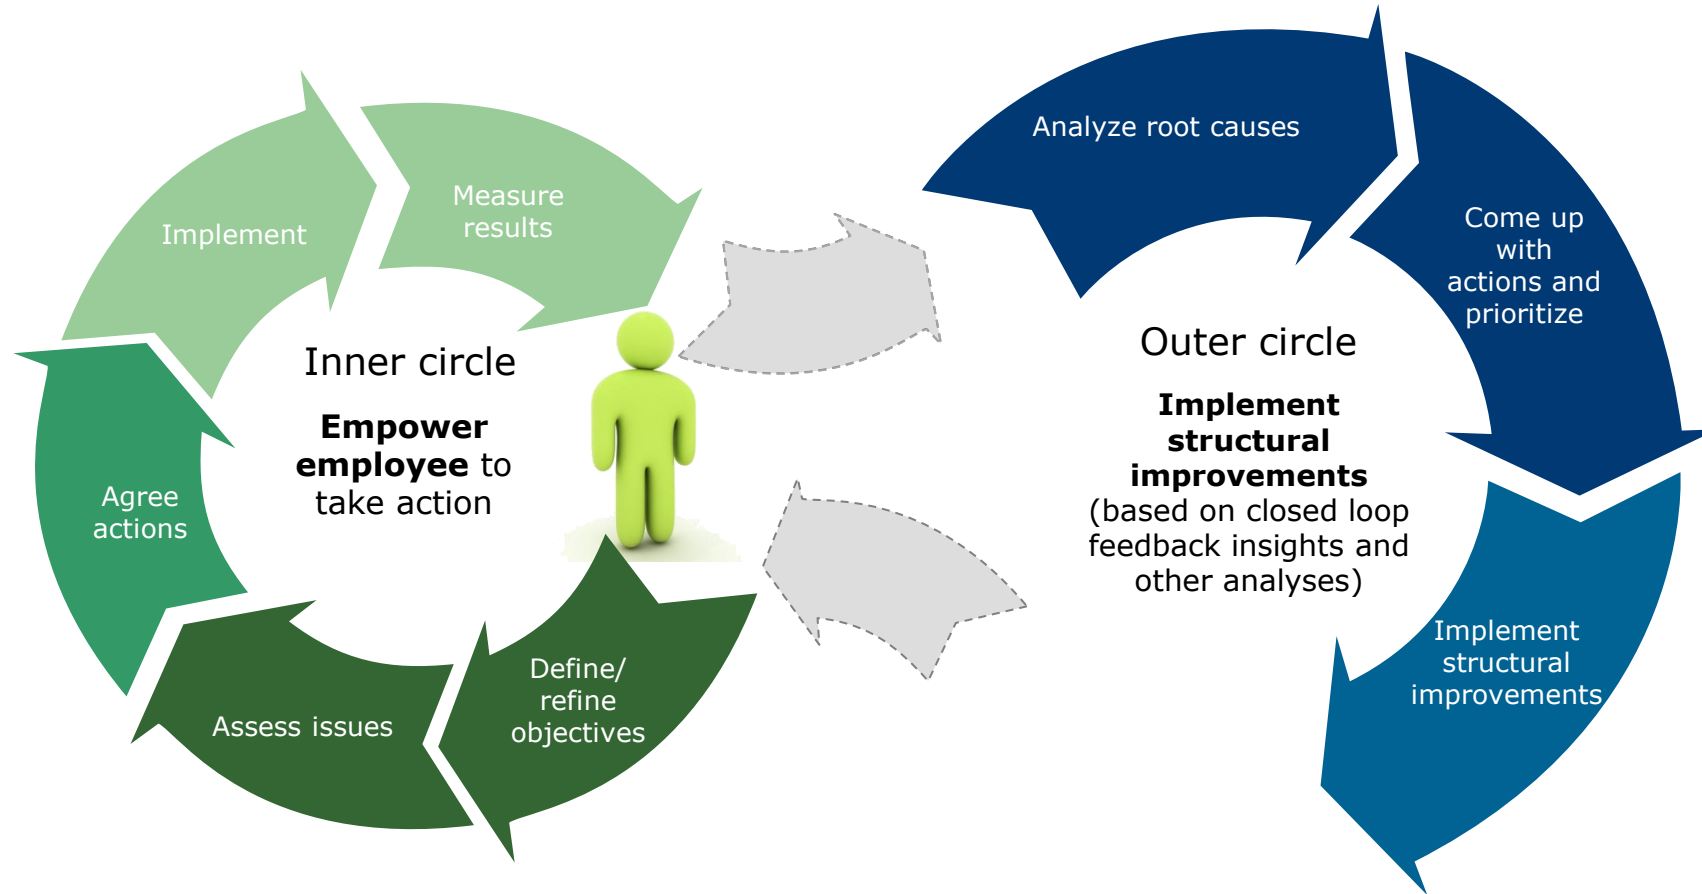 Implement
Measure
results
Inner circle
Empower
employee to
take action
Agree
actions
Assess issues
Define/
refine
objectives
Analyze root causes
Come up
with
actions and
prioritize
Outer circle
Implement
structural
improvements
(based on closed loop
feedback insights and
other analyses)
Implement
structural
improvements